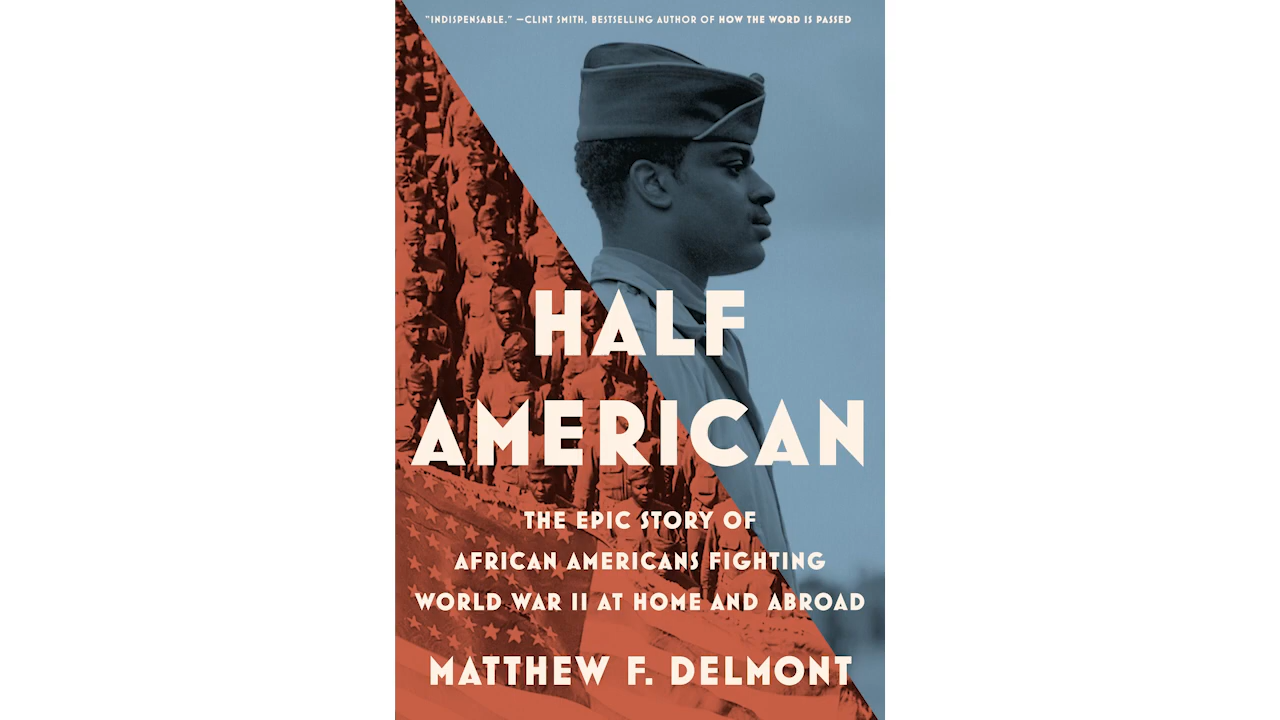 "INDISPENSABLE." —CLINT SMITH, BESTSELLING AUTHOR OF HOW THE WORD IS PASSED
HALF
AMERICAN
THE EPIC STORY OF
AFRICAN AMERICANS FIGHTING
WORLD WAR II AT HOME AND ABROAD
MATTHEW F. DELMONT